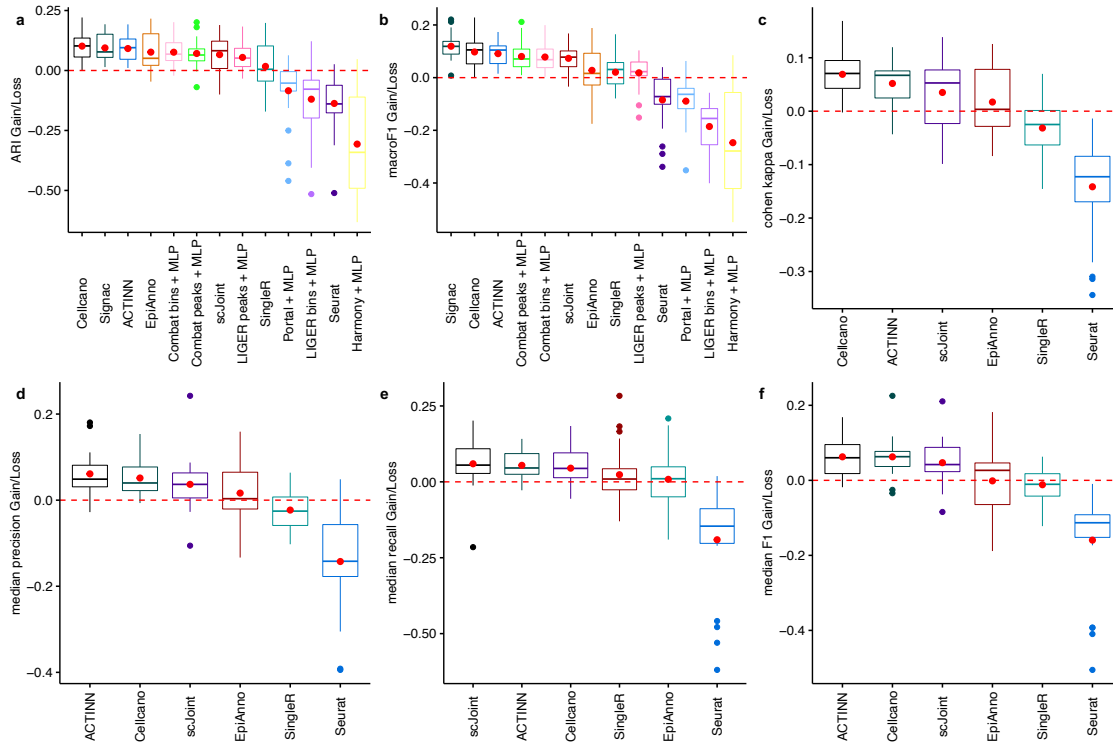 a
ARI Gain/Loss
0.25
0.00
−0.25
−0.50
Cellcano
Signac
ACTINN
EpiAnno
Combat bins + MLP
Combat peaks + MLP
scJoint
LIGER peaks + MLP
SingleR
Portal + MLP
LIGER bins + MLP
Seurat
Harmony + MLP
b
macroF1 Gain/Loss
0.2
0.0
−0.2
−0.4
Signac
Cellcano
ACTINN
Combat peaks + MLP
Combat bins + MLP
scJoint
EpiAnno
SingleR
LIGER peaks + MLP
Seurat
Portal + MLP
LIGER bins + MLP
Harmony + MLP
c
cohen kappa Gain/Loss
0.1
0.0
−0.1
−0.2
−0.3
Cellcano
ACTINN
scJoint
EpiAnno
SingleR
Seurat
d
median precision Gain/Loss
0.2
0.0
−0.2
−0.4
ACTINN
Cellcano
scJoint
EpiAnno
SingleR
Seurat
e
median recall Gain/Loss
0.25
0.00
−0.25
−0.50
scJoint
ACTINN
Cellcano
SingleR
EpiAnno
Seurat
f
median F1 Gain/Loss
0.2
0.0
−0.2
−0.4
ACTINN
Cellcano
scJoint
EpiAnno
SingleR
Seurat